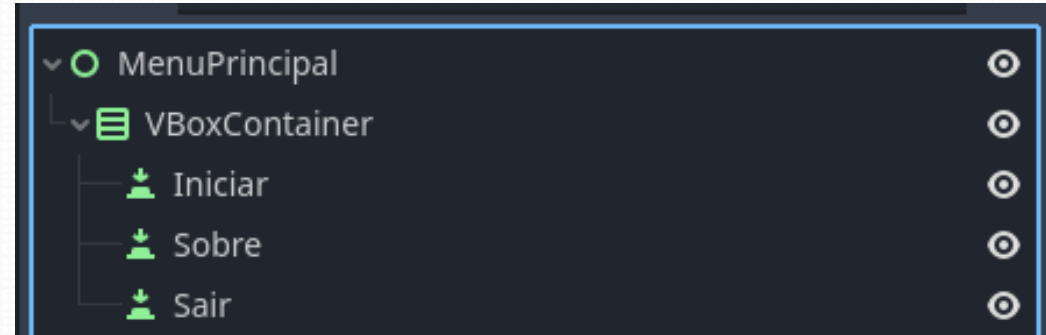 MenuPrincipal
VBoxContainer
Iniciar
Sobre
Sair